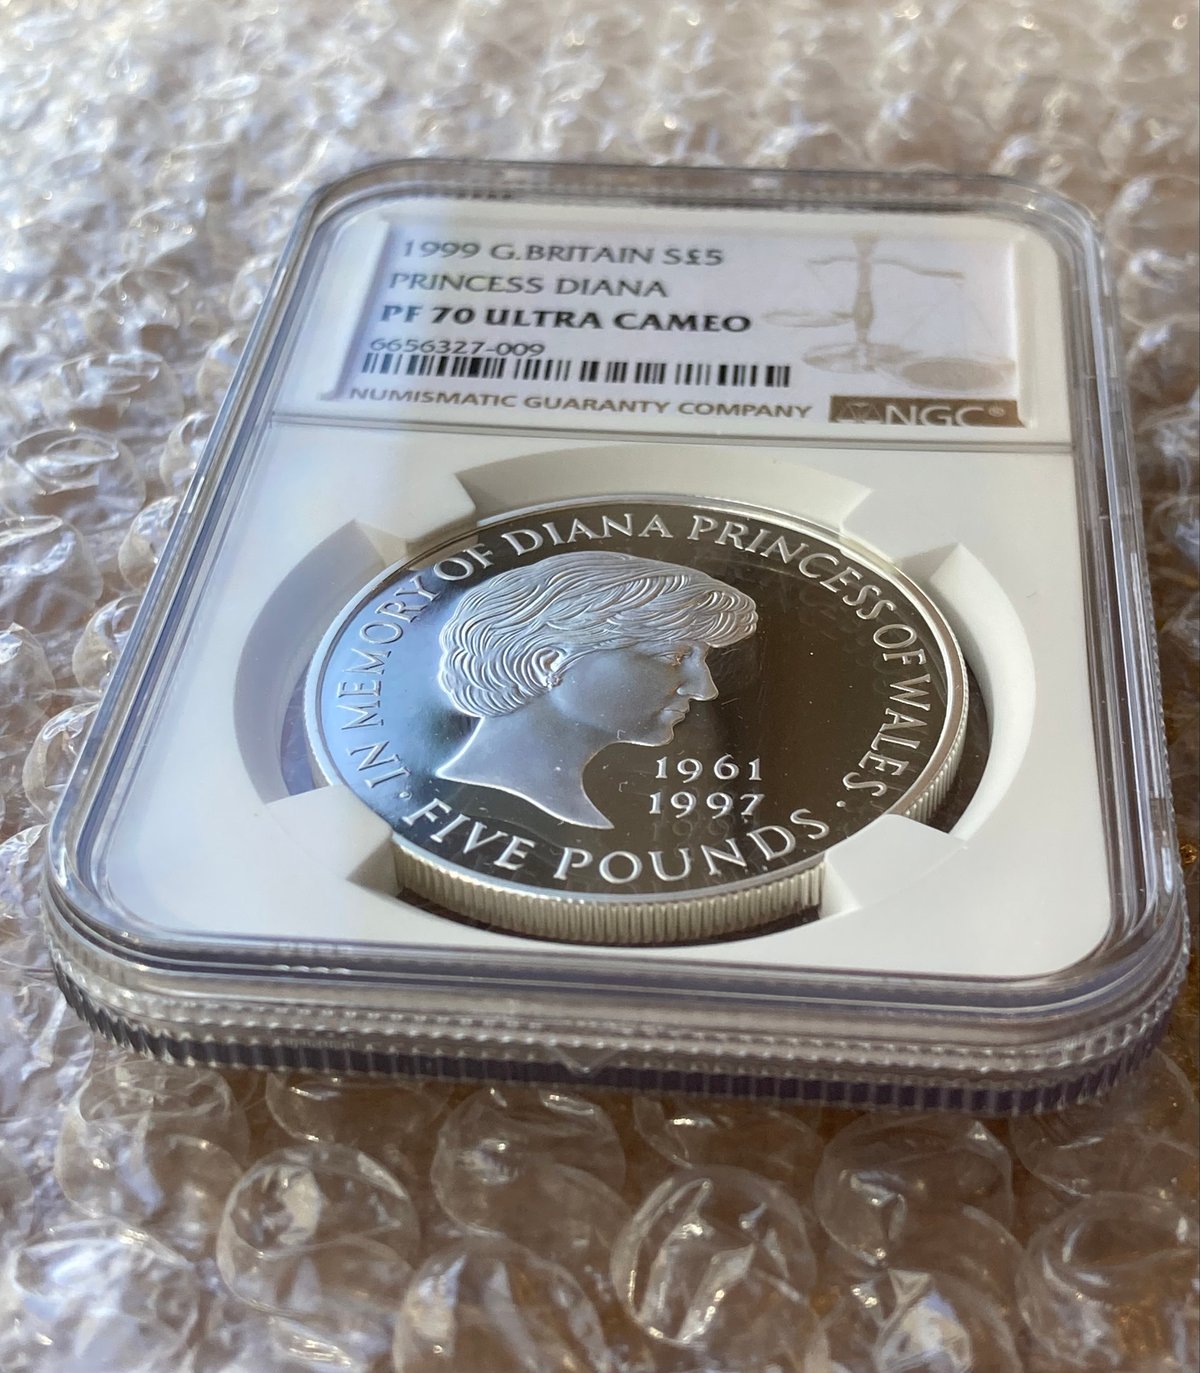 1999 G.BRITAIN S£5
PRINCESS DIANA
PF 70 ULTRA CAMEO
6656327-009
NUMISMATIC GUARANTY COMPANY NGC®
· IN MEMORY OF DIANA PRINCESS OF WALES ·
1961
1997
FIVE POUNDS